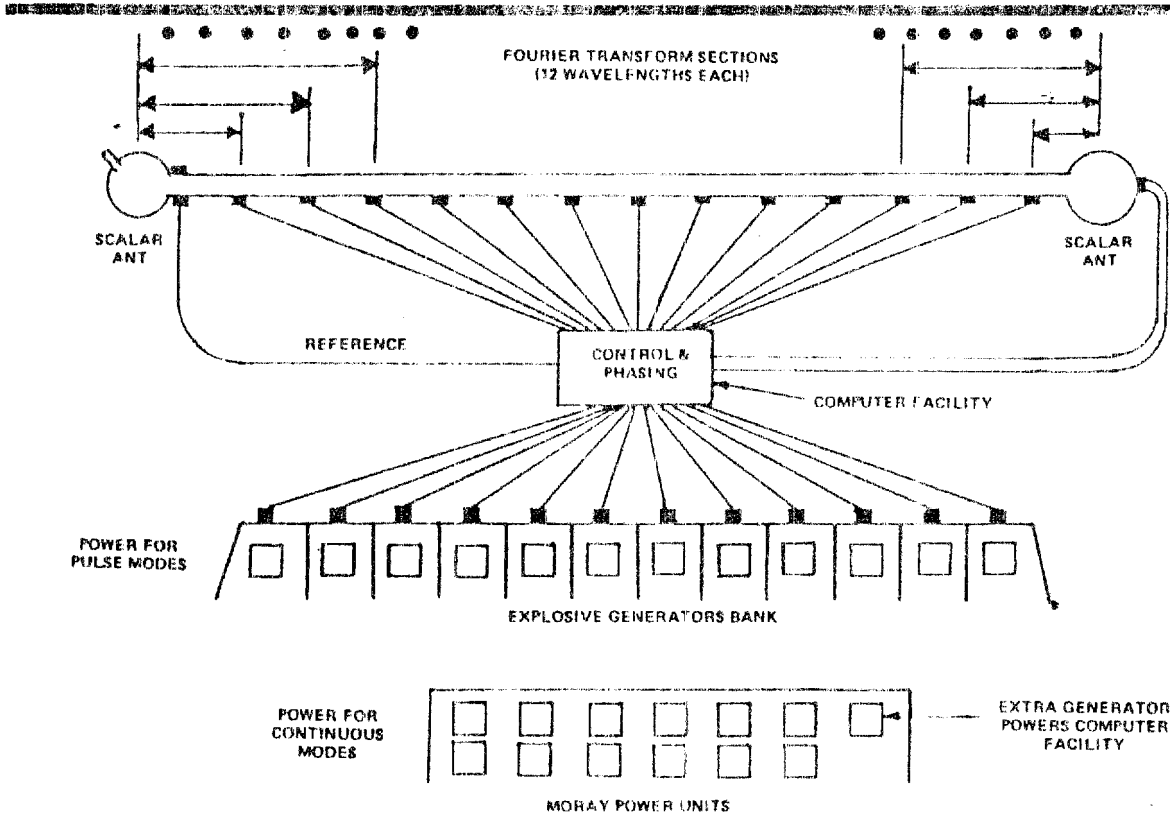 FOURIER TRANSFORM SECTIONS
(12 WAVELENGTHS EACH)
SCALAR
ANT
SCALAR
ANT
REFERENCE
CONTROL &
PHASING
COMPUTER FACILITY
POWER FOR
PULSE MODES
EXPLOSIVE GENERATORS BANK
POWER FOR
CONTINUOUS
MODES
EXTRA GENERATOR
POWERS COMPUTER
FACILITY
MORAY POWER UNITS